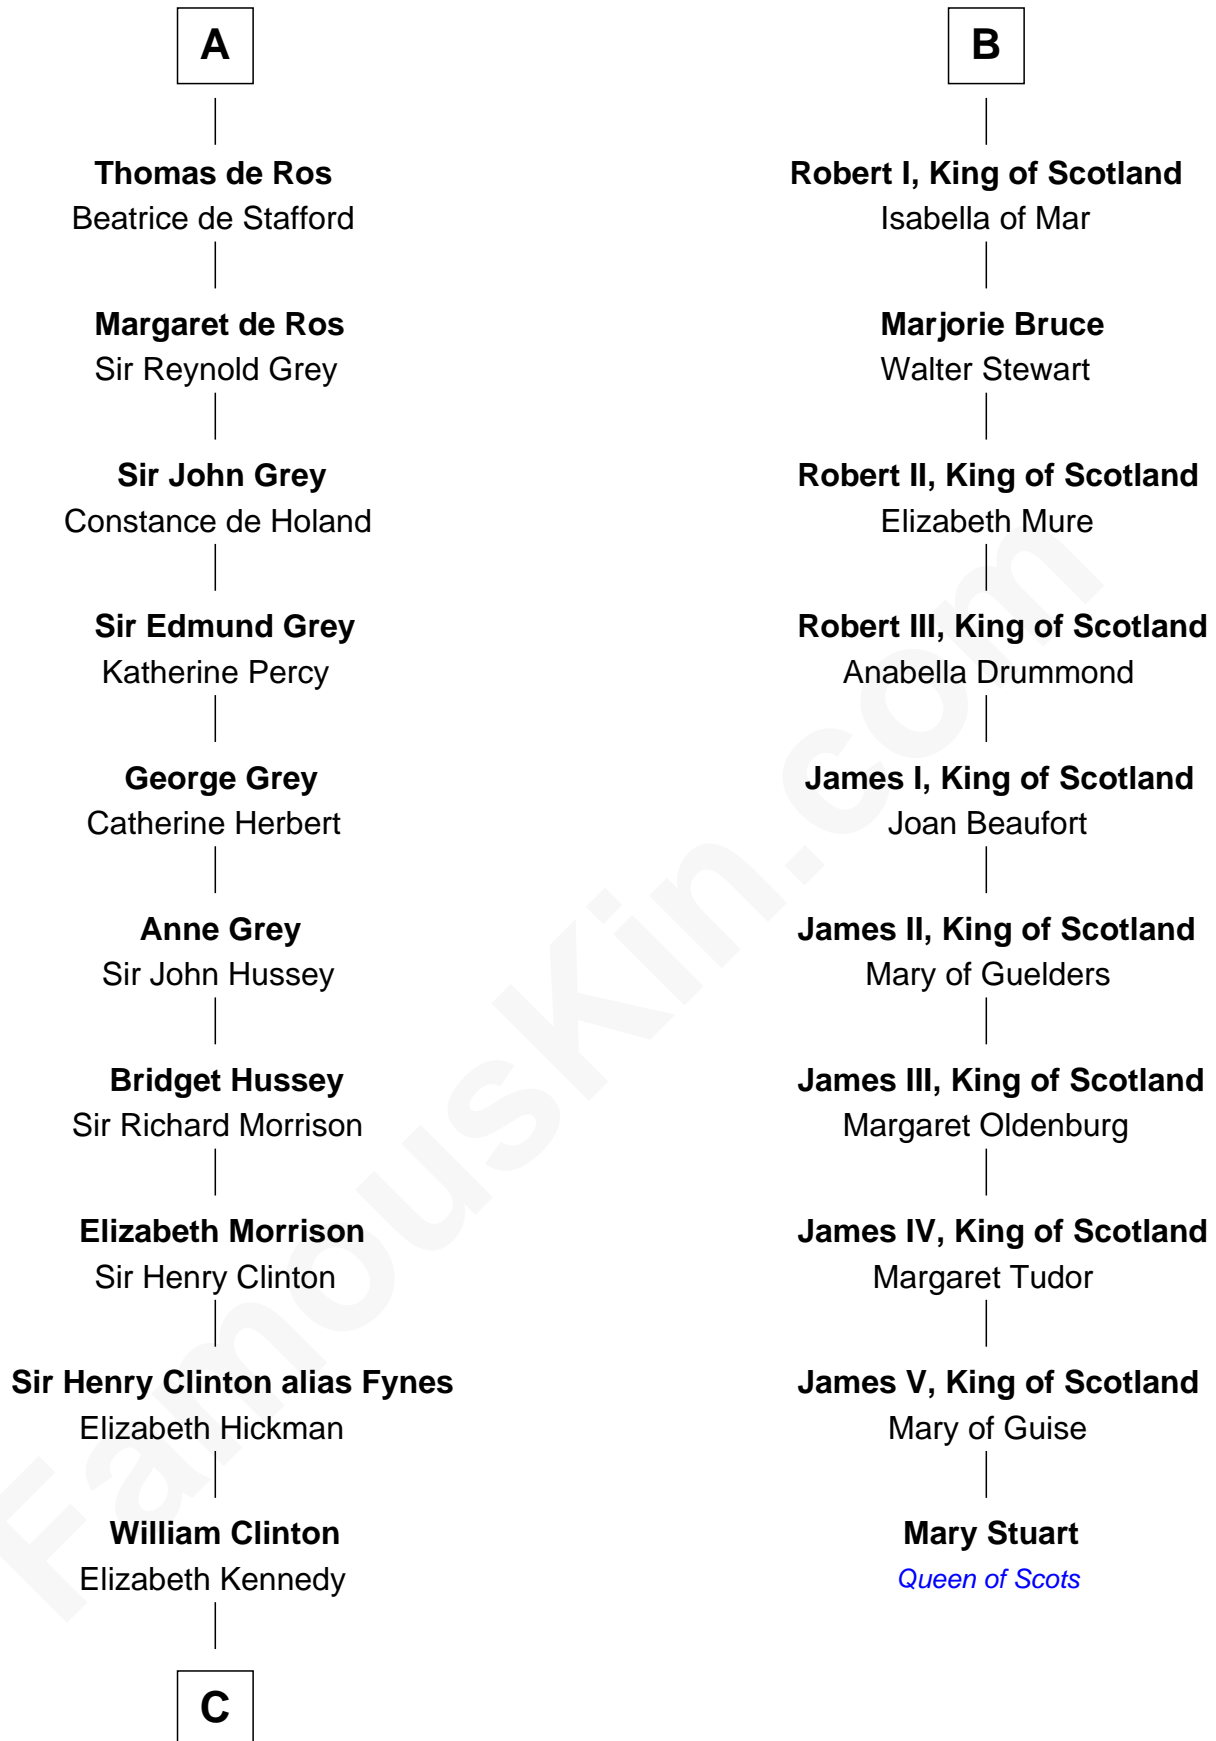 A
Thomas de Ros
Beatrice de Stafford
Margaret de Ros
Sir Reynold Grey
Sir John Grey
Constance de Holand
Sir Edmund Grey
Katherine Percy
George Grey
Catherine Herbert
Anne Grey
Sir John Hussey
Bridget Hussey
Sir Richard Morrison
Elizabeth Morrison
Sir Henry Clinton
Sir Henry Clinton alias Fynes
Elizabeth Hickman
William Clinton
Elizabeth Kennedy
C
B
Robert I, King of Scotland
Isabella of Mar
Marjorie Bruce
Walter Stewart
Robert II, King of Scotland
Elizabeth Mure
Robert III, King of Scotland
Anabella Drummond
James I, King of Scotland
Joan Beaufort
James II, King of Scotland
Mary of Guelders
James III, King of Scotland
Margaret Oldenburg
James IV, King of Scotland
Margaret Tudor
James V, King of Scotland
Mary of Guise
Mary Stuart
Queen of Scots
FamousKin.com